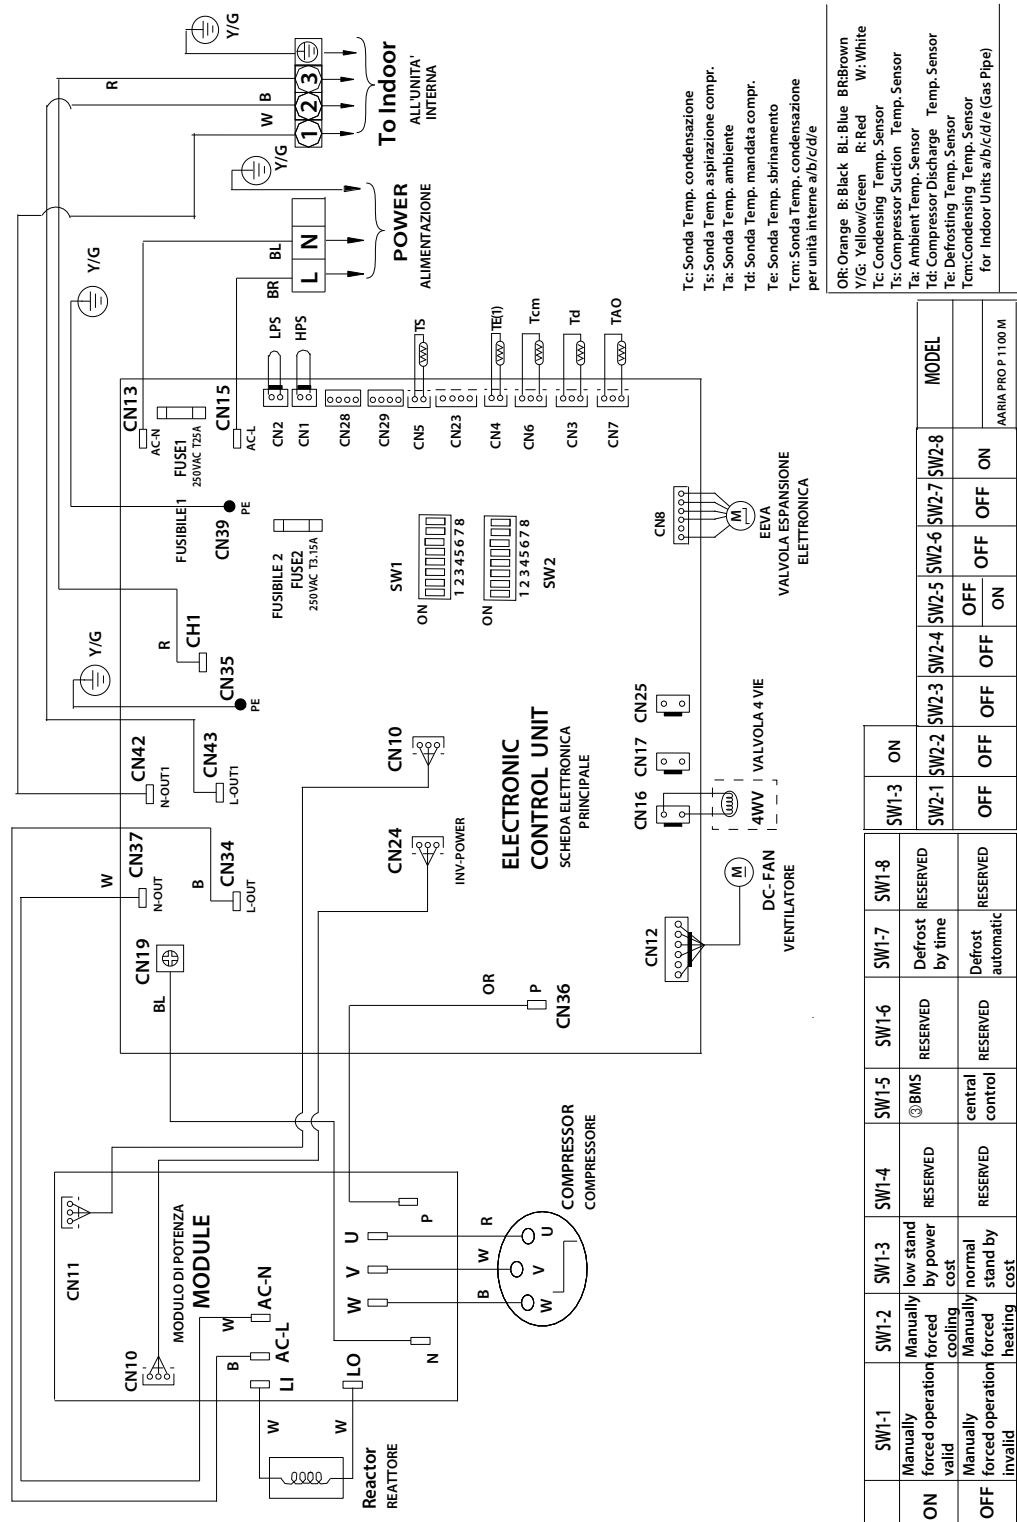 Y/G
R
B
W
1
2
3
To Indoor
ALL'UNITA'
INTERNA
Y/G
L
N
POWER
ALIMENTAZIONE
BL
BR
Y/G
CN13
AC-N
FUSE1
250VAC T25A
FUSIBILE 1
CN15
AC-L
CN39
PE
FUSIBILE 2
FUSE2
250VAC T3.15A
LPS
HPS
CN2
CN1
CN28
CN29
CN5
TS
CN23
CN4
TE(1)
CN6
Tcm
CN3
Td
CN7
TAO
SW1
ON
1 2 3 4 5 6 7 8
SW2
ON
1 2 3 4 5 6 7 8
CN8
M
EEVA
VALVOLA ESPANSIONE
ELETTRONICA
R
CH1
Y/G
CN35
PE
CN42
N-OUT1
CN43
L-OUT1
CN10
CN24
INV-POWER
ELECTRONIC
CONTROL UNIT
SCHEDA ELETTRONICA
PRINCIPALE
CN25
CN17
CN16
4WV
VALVOLA 4 VIE
W
CN37
N-OUT
B
CN34
L-OUT
CN19
BL
CN12
M
DC- FAN
VENTILATORE
OR
P
CN36
CN11
MODULO DI POTENZA
MODULE
CN10
AC-N
W
AC-L
B
LI
LO
W
W
Reactor
REATTORE
N
P
U
V
W
R
W
B
U
V
W
COMPRESSOR
COMPRESSORE
Tc: Sonda Temp. condensazione
Ts: Sonda Temp. aspirazione compr.
Ta: Sonda Temp. ambiente
Td: Sonda Temp. mandata compr.
Te: Sonda Temp. sbrinamento
Tcm: Sonda Temp. condensazione
per unità interne a/b/c/d/e
OR: Orange B: Black BL: Blue BR:Brown
Y/G: Yellow/Green R: Red W: White
Tc: Condensing Temp. Sensor
Ts: Compressor Suction Temp. Sensor
Ta: Ambient Temp. Sensor
Td: Compressor Discharge Temp. Sensor
Te: Defrosting Temp. Sensor
Tcm:Condensing Temp. Sensor
for Indoor Units a/b/c/d/e (Gas Pipe)
SW1-1 SW1-2 SW1-3 SW1-4 SW1-5 SW1-6 SW1-7 SW1-8
ON
Manually
forced operation
valid
Manually
forced
cooling
low stand
by power
cost
RESERVED
③BMS
RESERVED
Defrost
by time
RESERVED
OFF
Manually
forced operation
invalid
Manually
forced
heating
normal
stand by
cost
RESERVED
central
control
RESERVED
Defrost
automatic
RESERVED
SW1-3 ON
SW2-1 SW2-2 SW2-3 SW2-4 SW2-5 SW2-6 SW2-7 SW2-8 MODEL
OFF OFF OFF OFF OFF OFF OFF ON
ON AARIA PRO P 1100 M